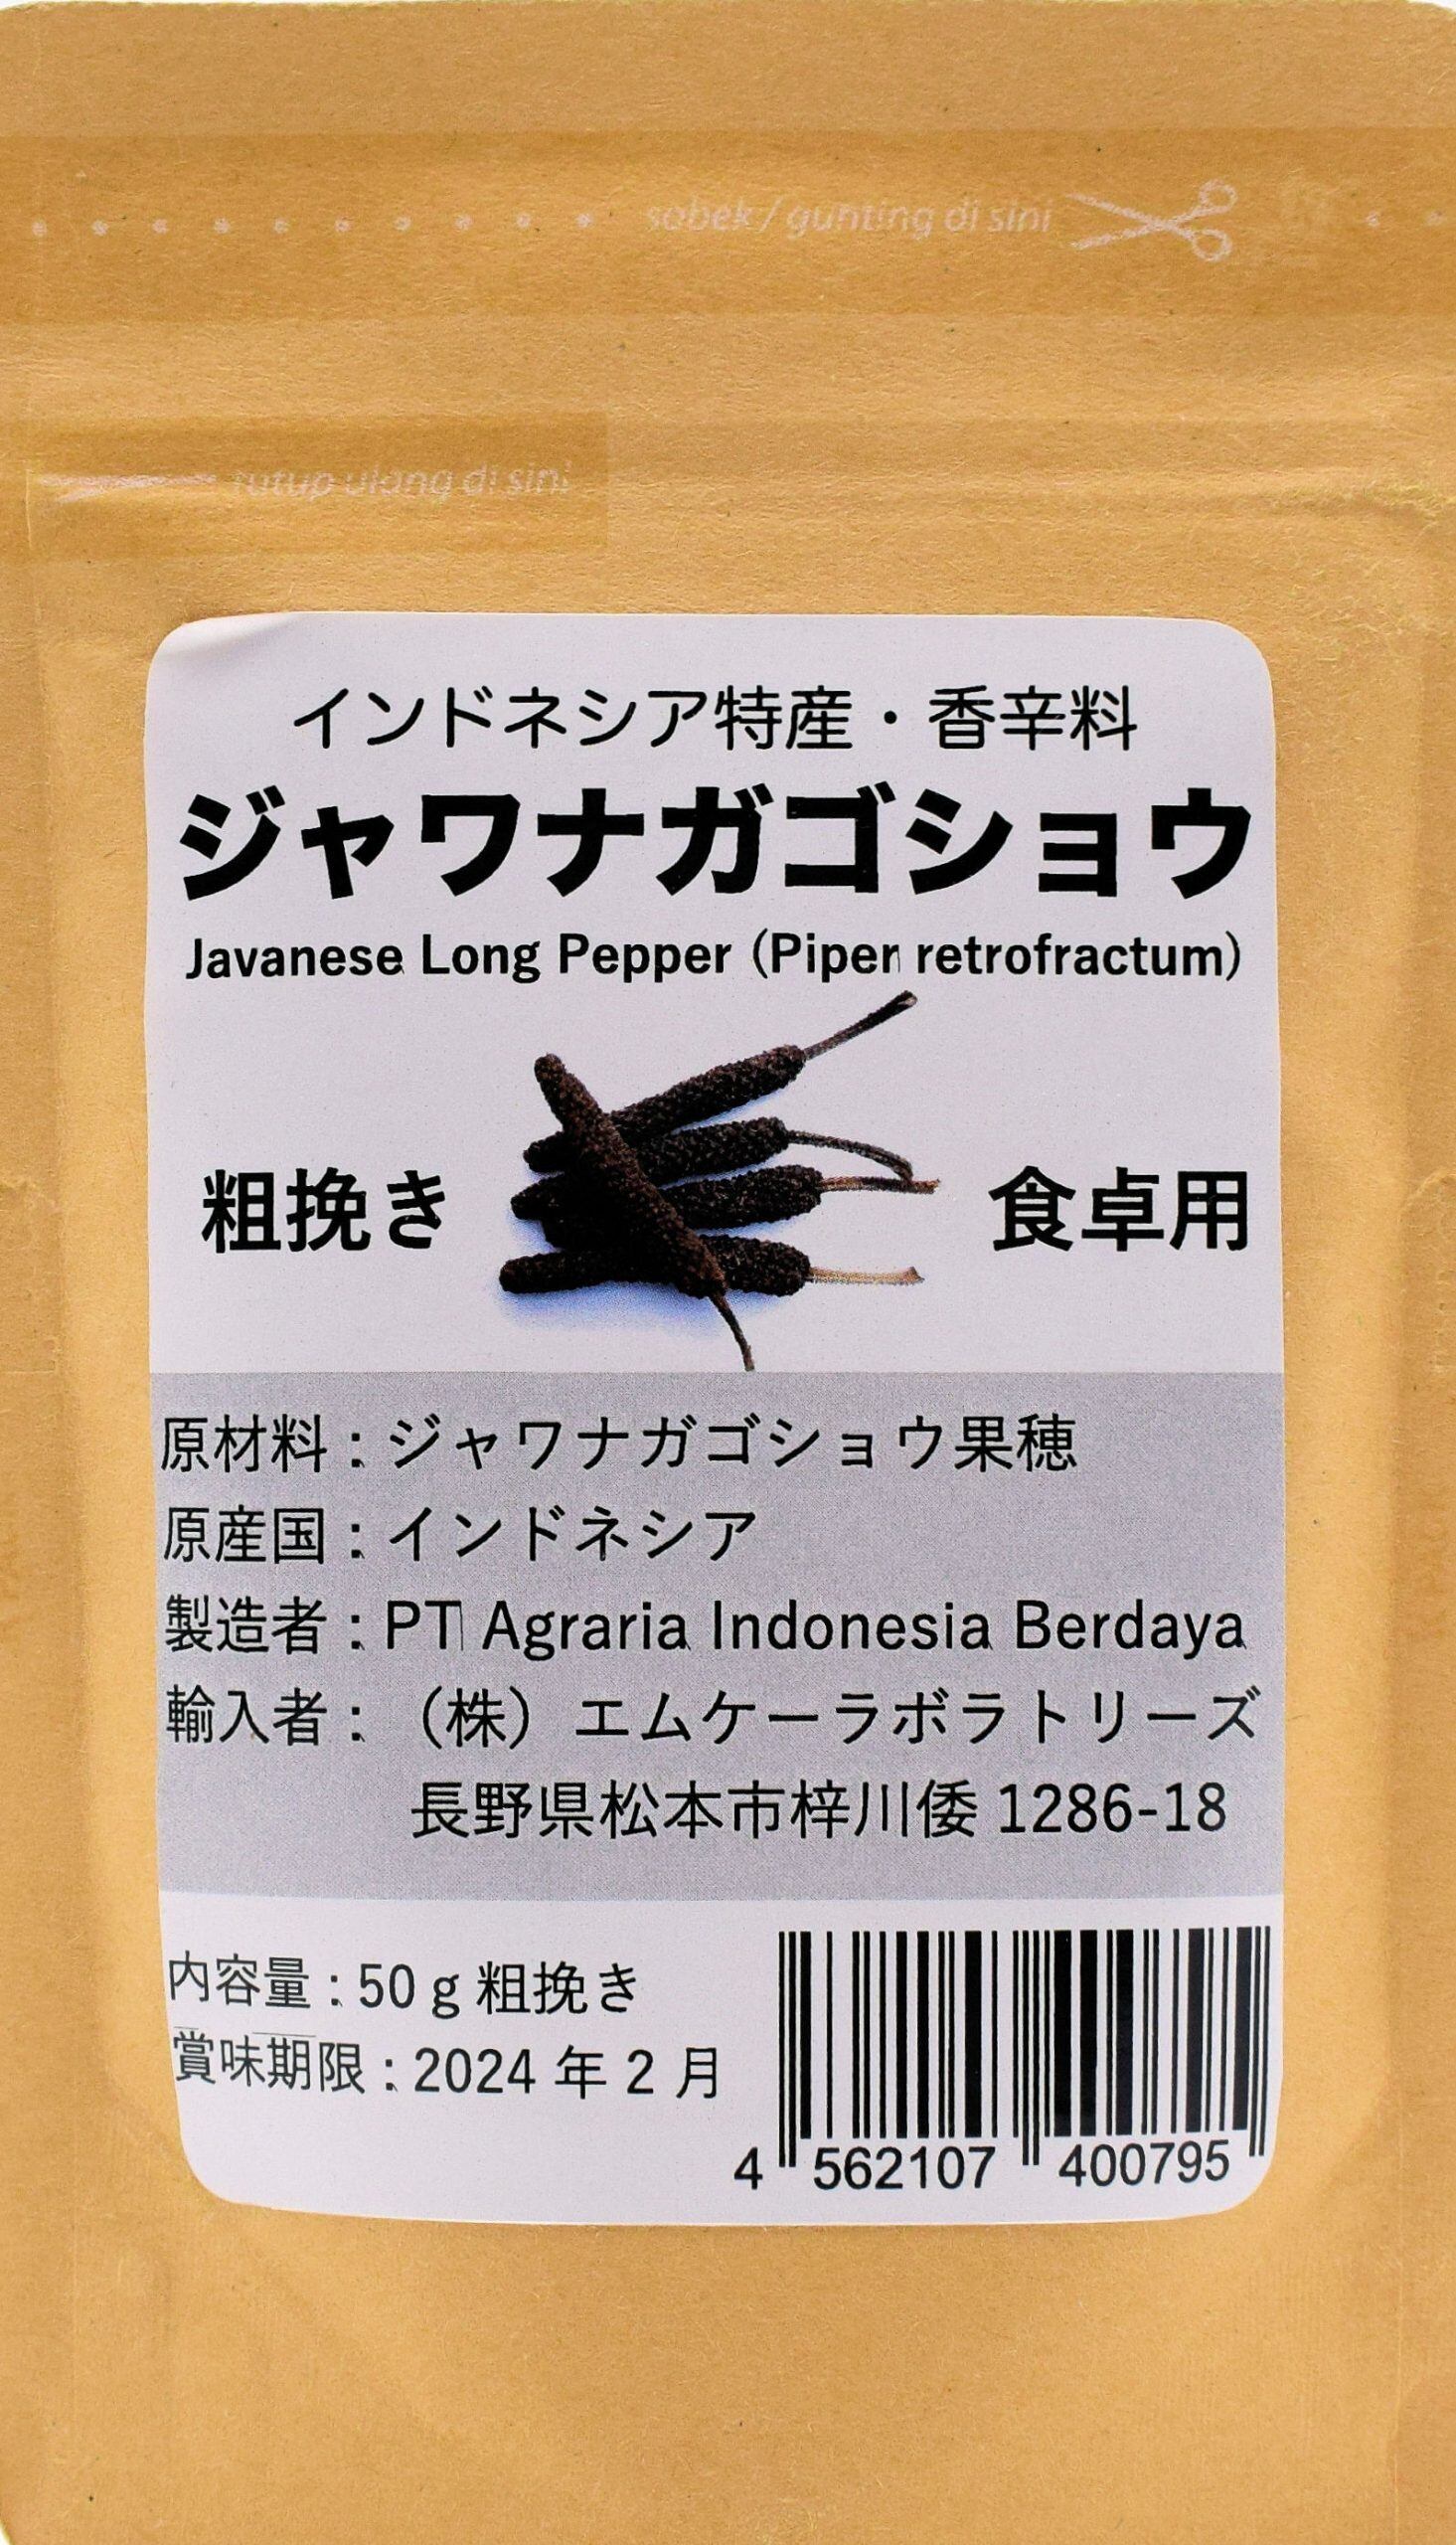 sobek / gunting di sini
tutup ulang di sini
インドネシア特産・香辛料
ジャワナガゴショウ
Javanese Long Pepper (Piper retrofractum)
粗挽き 食卓用
原材料：ジャワナガゴショウ果穂
原産国：インドネシア
製造者：PT Agraria Indonesia Berdaya
輸入者：（株）エムケーラボラトリーズ
長野県松本市梓川倭 1286-18
内容量：50 g 粗挽き
賞味期限：2024 年 2 月
4 562107 400795